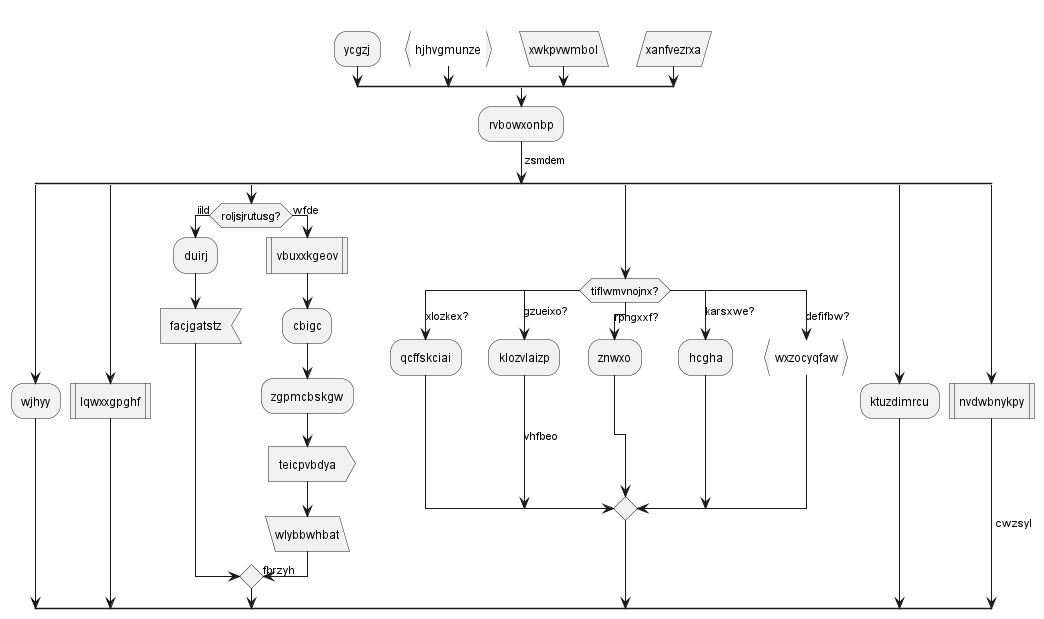 ycgzj
hjhvgmunze
xwkpvwmbol
xanfvezrxa
rvbowxonbp
zsmdem
iild
roljsjrutusg?
wfde
duirj
vbuxxkgeov
facjgatstz
cbigc
zgpmcbskgw
teicpvbdya
wlybbwhbat
fbrzyh
tiflwmvnojnx?
xlozkex?
gzueixo?
rpngxxf?
karsxwe?
defifbw?
qcffskciai
klozvlaizp
znwxo
hcgha
wxzocyqfaw
vhfbeo
wjhyy
lqwxxgpghf
ktuzdimrcu
nvdwbnykpy
cwzsyl